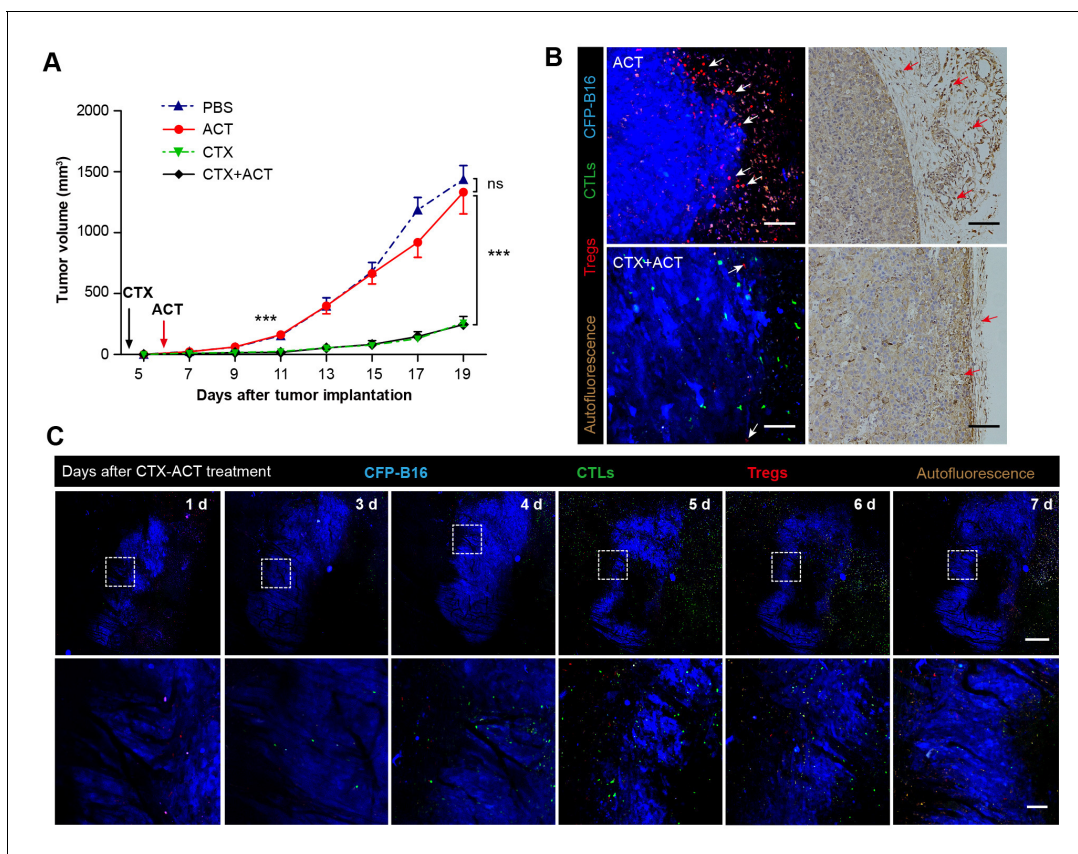 A
2000
1500
1000
500
0
Tumor volume (mm³)
PBS
ACT
CTX
CTX+ACT
CTX
ACT
***
ns
***
5 7 9 11 13 15 17 19
Days after tumor implantation
B
Autofluorescence Tregs CTLs CFP-B16
ACT
CTX+ACT
C
Days after CTX-ACT treatment CFP-B16 CTLs Tregs Autofluorescence
1 d 3 d 4 d 5 d 6 d 7 d